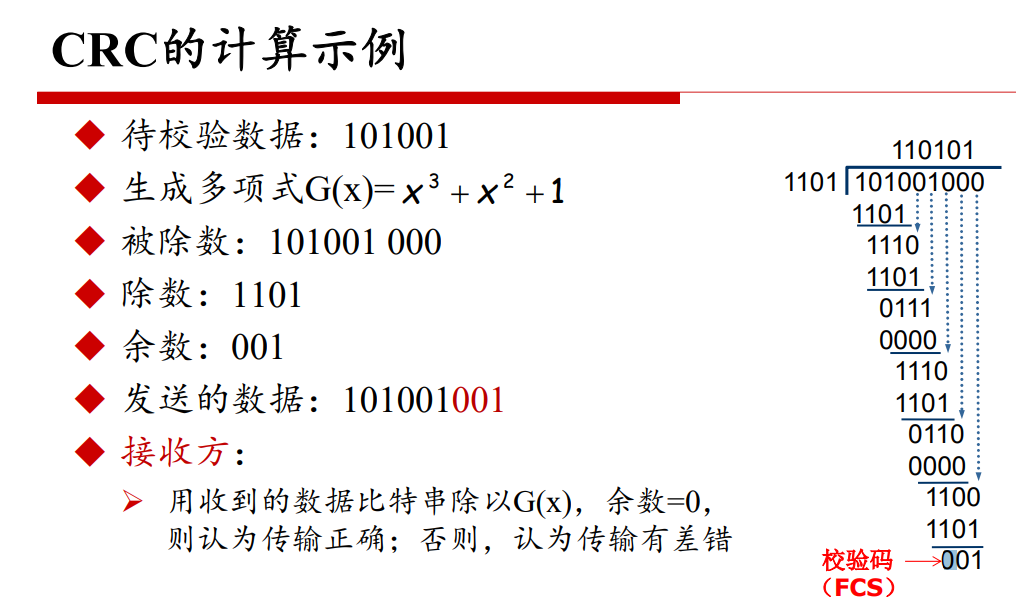 CRC的计算示例
待校验数据：101001
生成多项式G(x)= x³ + x² + 1
被除数：101001 000
除数：1101
余数：001
发送的数据：101001001
接收方：
用收到的数据比特串除以G(x)，余数=0，
则认为传输正确；否则，认为传输有差错
110101
1101 101001000
1101
1110
1101
0111
0000
1110
1101
0110
0000
1100
1101
001
校验码
（FCS）